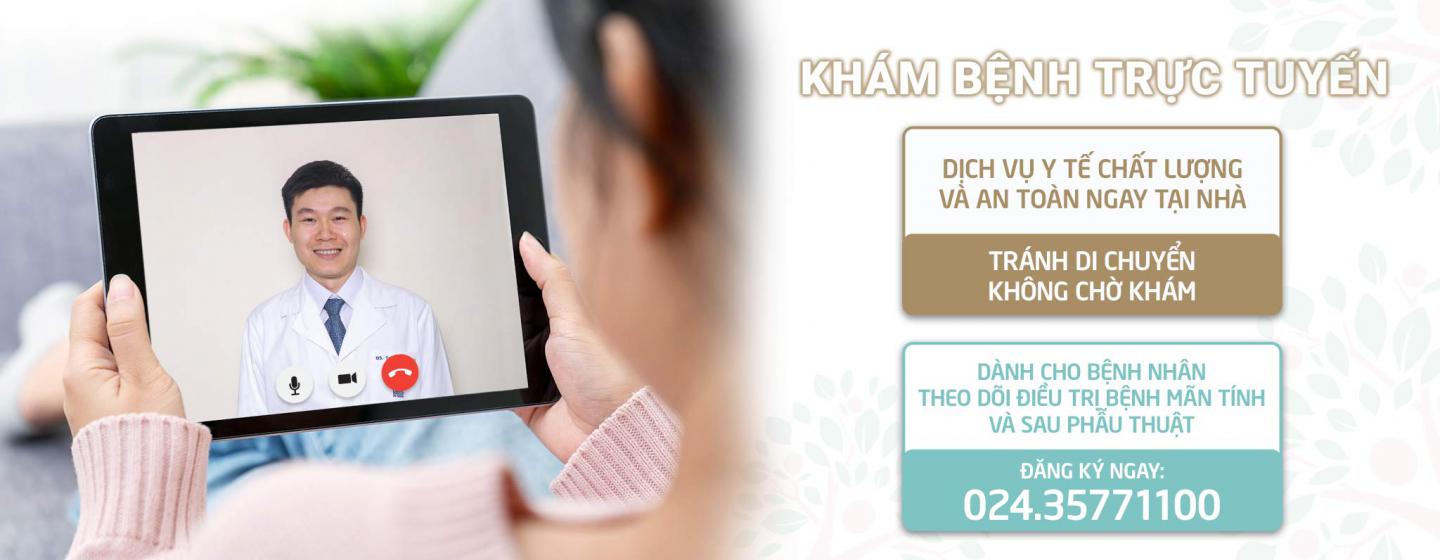 KHÁM BỆNH TRỰC TUYẾN
DỊCH VỤ Y TẾ CHẤT LƯỢNG
VÀ AN TOÀN NGAY TẠI NHÀ
TRÁNH DI CHUYỂN
KHÔNG CHỜ KHÁM
DÀNH CHO BỆNH NHÂN
THEO DÕI ĐIỀU TRỊ BỆNH MÃN TÍNH
VÀ SAU PHẪU THUẬT
ĐĂNG KÝ NGAY:
024.35771100